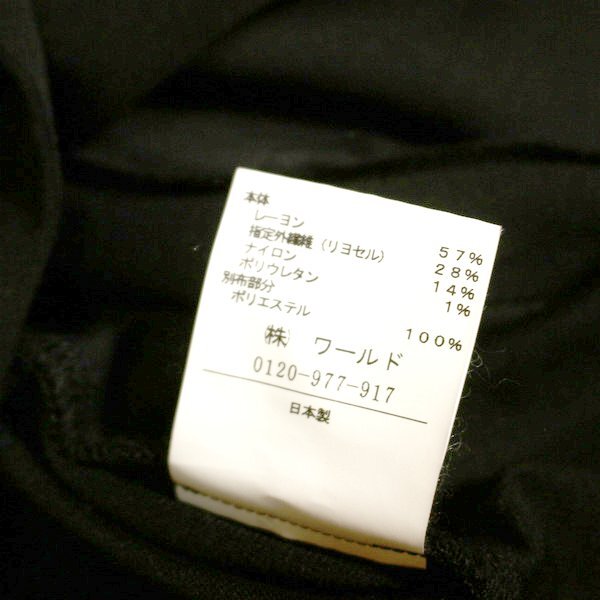 本体
レーヨン 57%
指定外繊維(リヨセル) 28%
ナイロン 14%
ポリウレタン 1%
別布部分
ポリエステル 100%
㈱ ワールド
0120-977-917
日本製